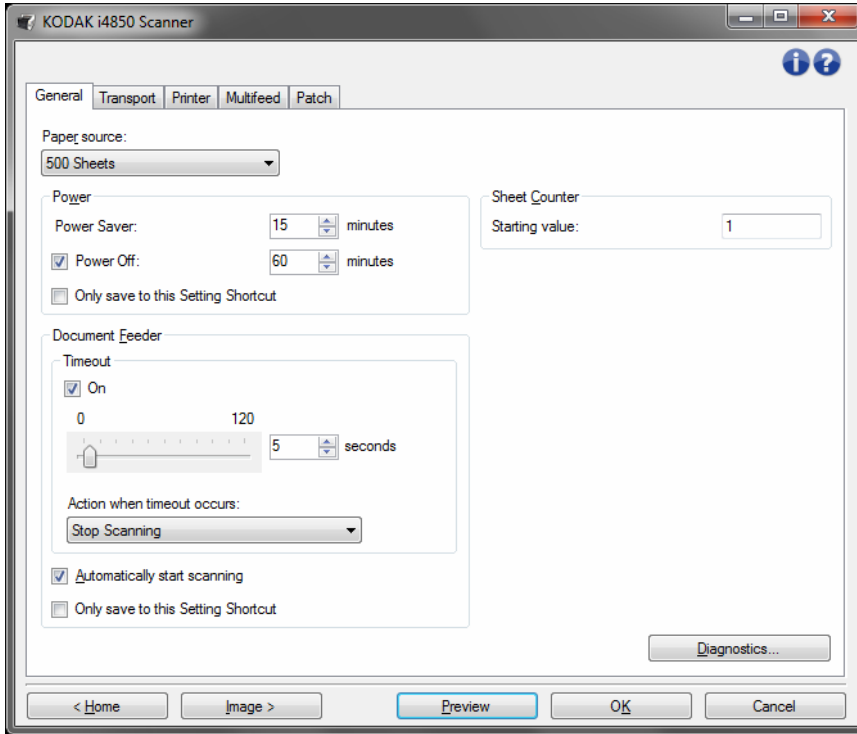 KODAK i4850 Scanner
General Transport Printer Multifeed Patch
Paper source:
500 Sheets
Power
Power Saver: 15 minutes
Power Off: 60 minutes
Only save to this Setting Shortcut
Sheet Counter
Starting value: 1
Document Feeder
Timeout
On
0 120
5 seconds
Action when timeout occurs:
Stop Scanning
Automatically start scanning
Only save to this Setting Shortcut
Diagnostics...
< Home Image > Preview OK Cancel